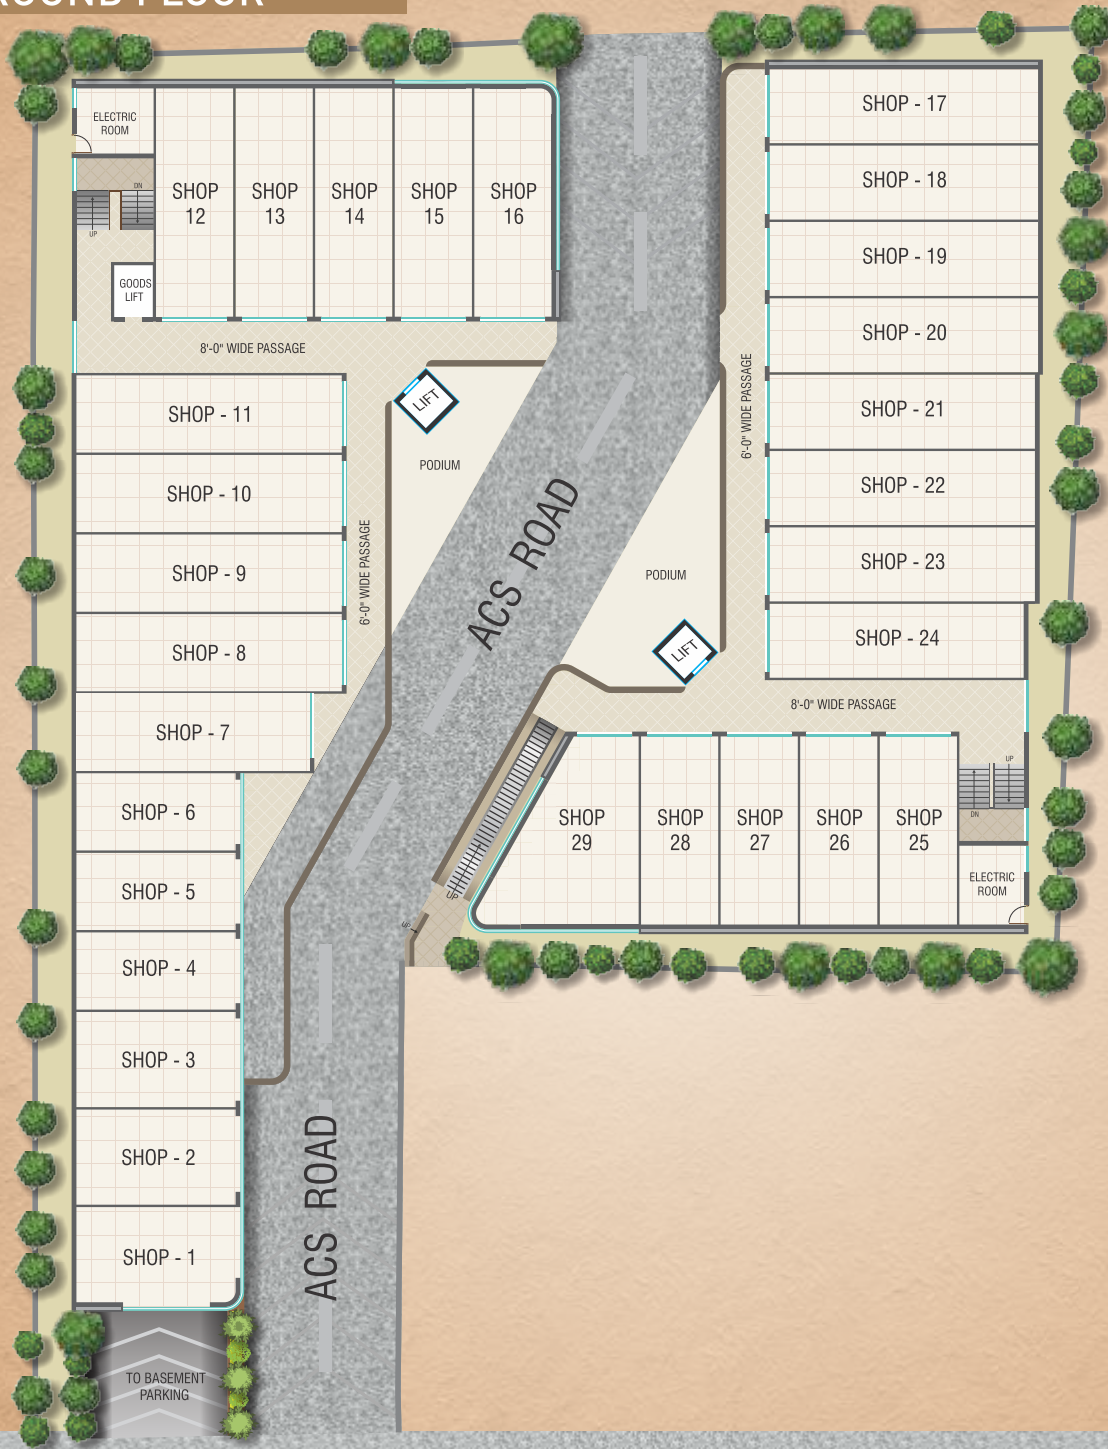 ROUND FLOOR
ELECTRIC
ROOM
DN
UP
GOODS
LIFT
SHOP
12
SHOP
13
SHOP
14
SHOP
15
SHOP
16
8'-0" WIDE PASSAGE
SHOP - 11
SHOP - 10
SHOP - 9
SHOP - 8
SHOP - 7
SHOP - 6
SHOP - 5
SHOP - 4
SHOP - 3
SHOP - 2
SHOP - 1
TO BASEMENT
PARKING
6'-0" WIDE PASSAGE
LIFT
PODIUM
ACS ROAD
ACS ROAD
SHOP - 17
SHOP - 18
SHOP - 19
SHOP - 20
SHOP - 21
SHOP - 22
SHOP - 23
SHOP - 24
6'-0" WIDE PASSAGE
PODIUM
LIFT
8'-0" WIDE PASSAGE
SHOP
29
SHOP
28
SHOP
27
SHOP
26
SHOP
25
UP
DN
ELECTRIC
ROOM
UP
UP